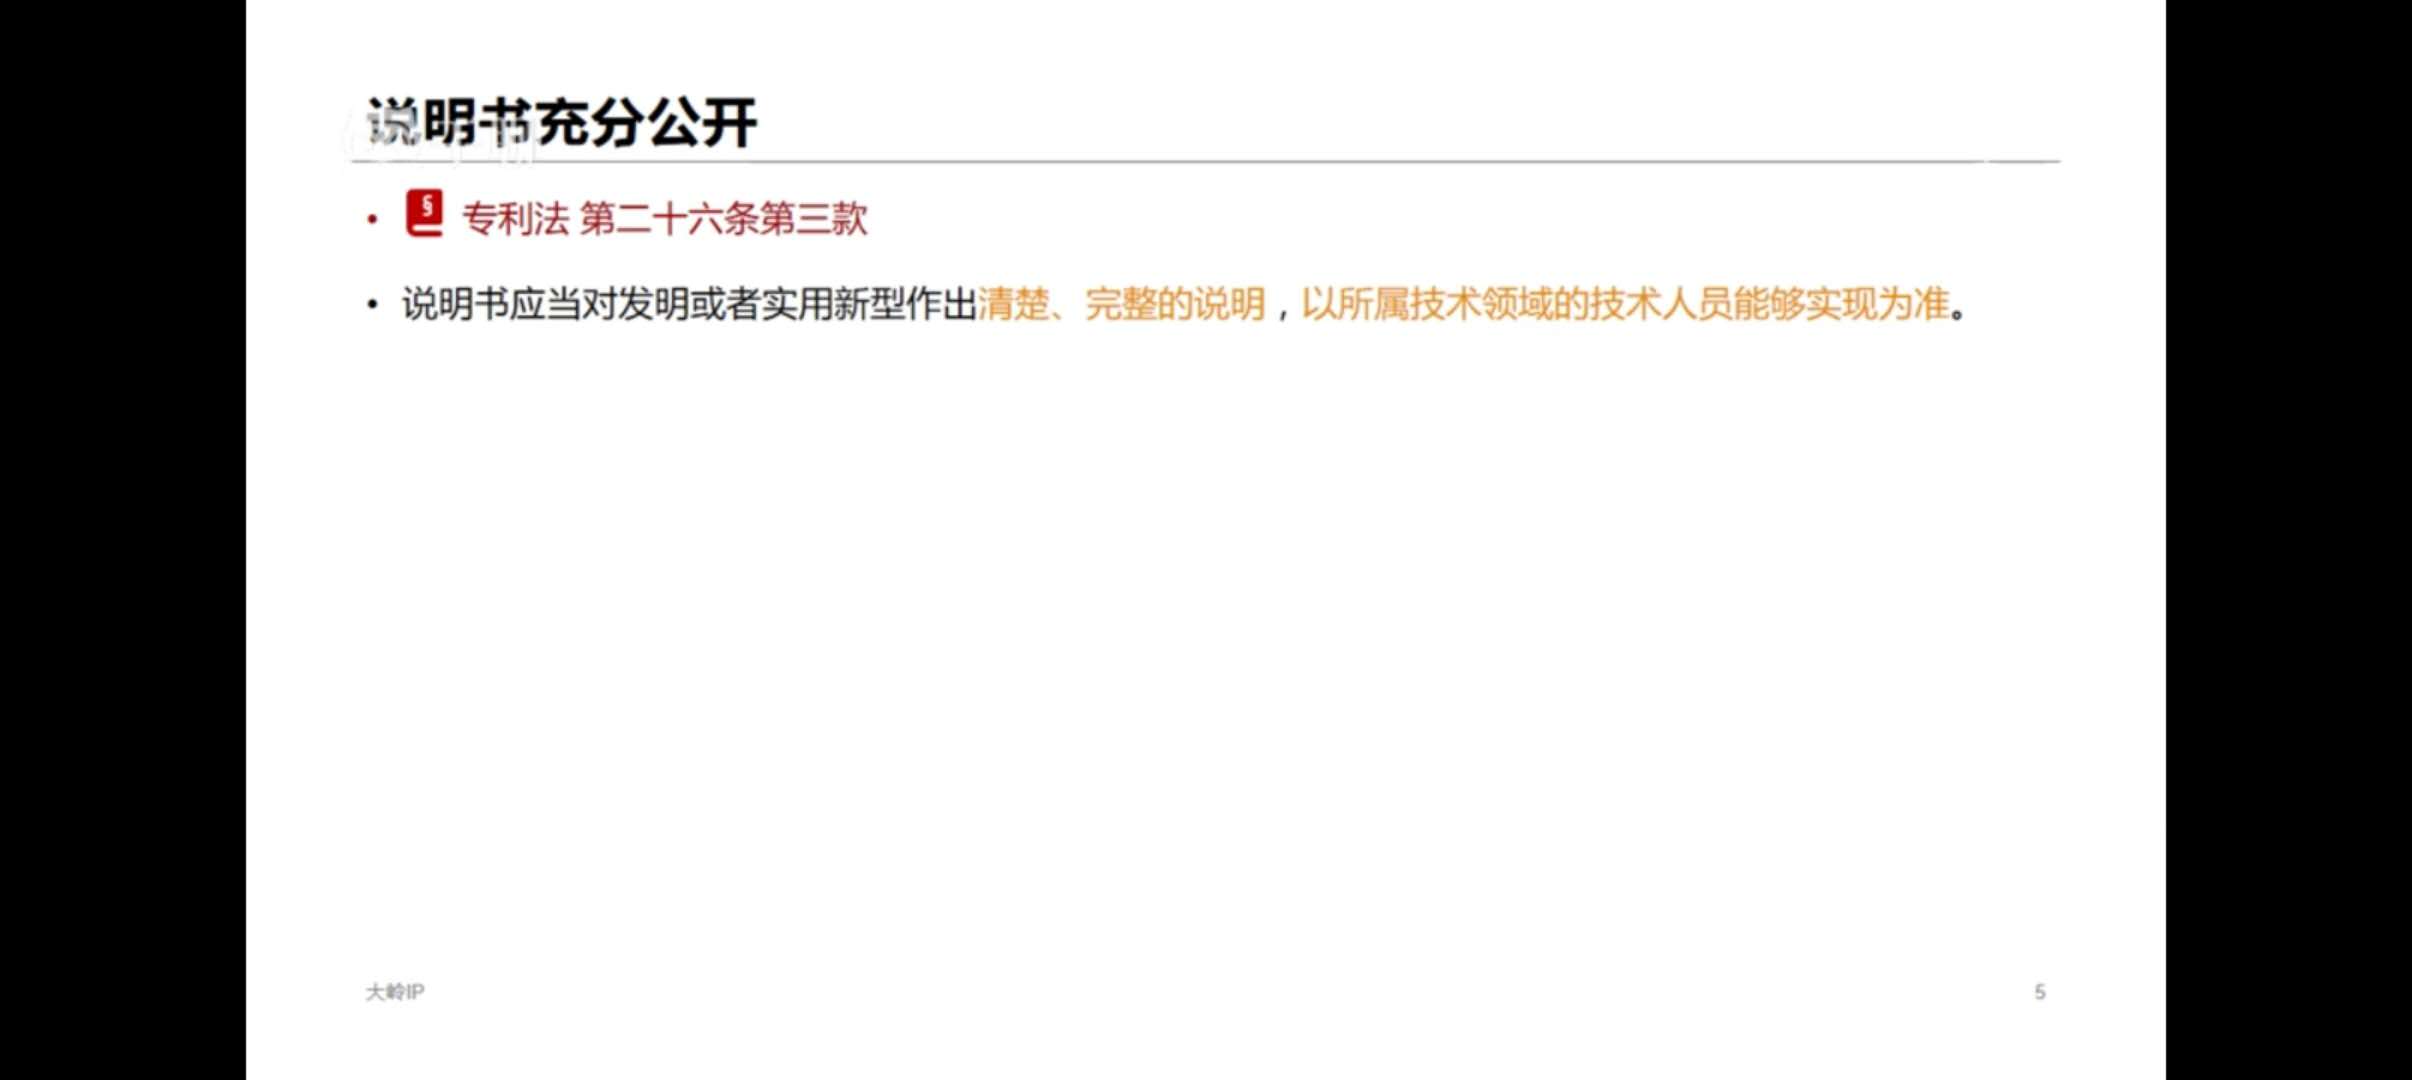 说明书充分公开
• § 专利法 第二十六条第三款
• 说明书应当对发明或者实用新型作出清楚、完整的说明，以所属技术领域的技术人员能够实现为准。
大岭IP
5